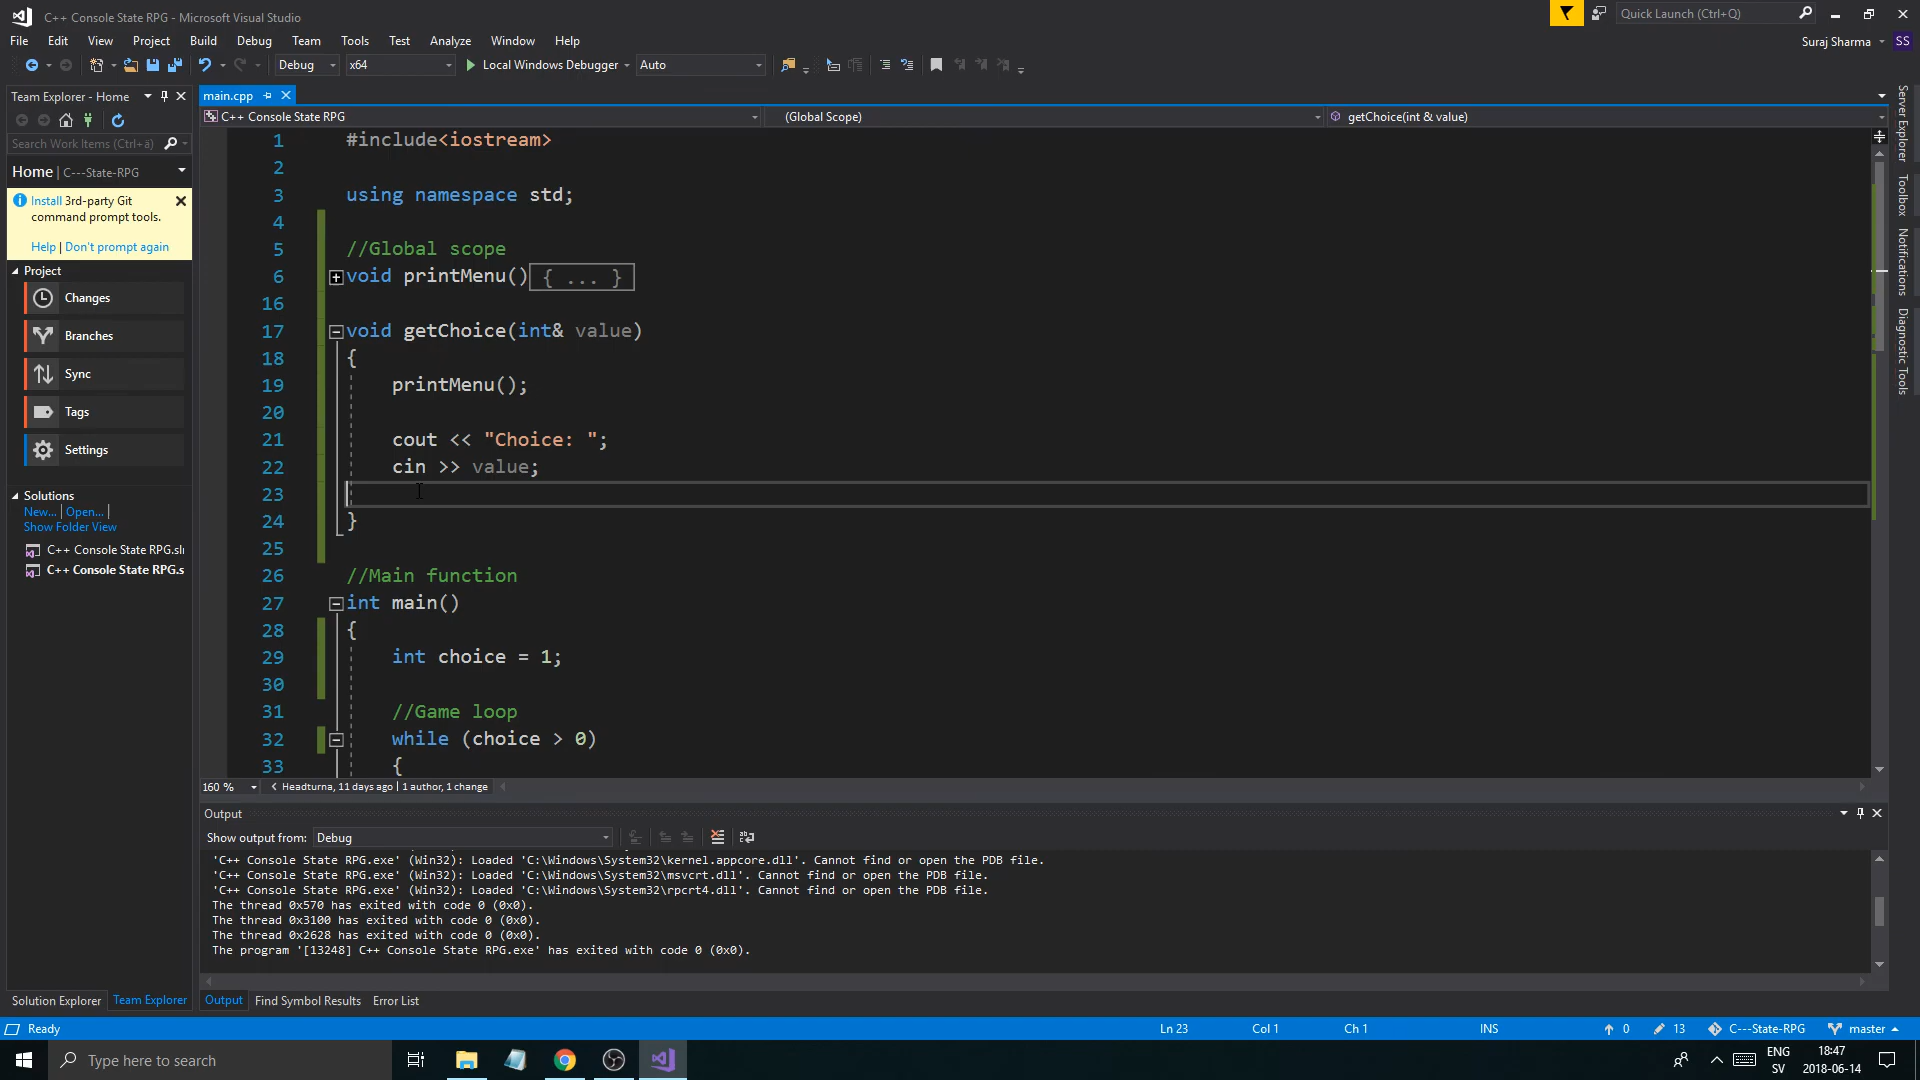 C++ Console State RPG - Microsoft Visual Studio
Quick Launch (Ctrl+Q)
File Edit View Project Build Debug Team Tools Test Analyze Window Help
Suraj Sharma SS
Debug x64 Local Windows Debugger Auto
Team Explorer - Home
main.cpp
C++ Console State RPG (Global Scope) getChoice(int & value)
Search Work Items (Ctrl+ä)
Home | C---State-RPG
Install 3rd-party Git
command prompt tools.
Help | Don't prompt again
Project
Changes
Branches
Sync
Tags
Settings
Solutions
New... | Open... |
Show Folder View
C++ Console State RPG.sln
C++ Console State RPG.s
1 #include<iostream>
2
3 using namespace std;
4
5 //Global scope
6 void printMenu() { ... }
16
17 void getChoice(int& value)
18 {
19 printMenu();
20
21 cout << "Choice: ";
22 cin >> value;
23
24 }
25
26 //Main function
27 int main()
28 {
29 int choice = 1;
30
31 //Game loop
32 while (choice > 0)
33 {
160 % Headturna, 11 days ago | 1 author, 1 change
Server Explorer
Toolbox
Notifications
Diagnostic Tools
Output
Show output from: Debug
'C++ Console State RPG.exe' (Win32): Loaded 'C:\Windows\System32\kernel.appcore.dll'. Cannot find or open the PDB file.
'C++ Console State RPG.exe' (Win32): Loaded 'C:\Windows\System32\msvcrt.dll'. Cannot find or open the PDB file.
'C++ Console State RPG.exe' (Win32): Loaded 'C:\Windows\System32\rpcrt4.dll'. Cannot find or open the PDB file.
The thread 0x570 has exited with code 0 (0x0).
The thread 0x3100 has exited with code 0 (0x0).
The thread 0x2628 has exited with code 0 (0x0).
The program '[13248] C++ Console State RPG.exe' has exited with code 0 (0x0).
Solution Explorer Team Explorer Output Find Symbol Results Error List
Ready Ln 23 Col 1 Ch 1 INS 0 13 C---State-RPG master
Type here to search
ENG
SV
18:47
2018-06-14